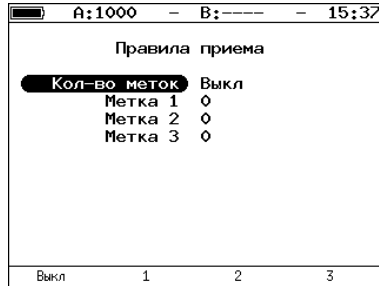 A:1000 – B:---- – 15:37
Правила приема
Кол-во меток Выкл
Метка 1 0
Метка 2 0
Метка 3 0
Выкл 1 2 3